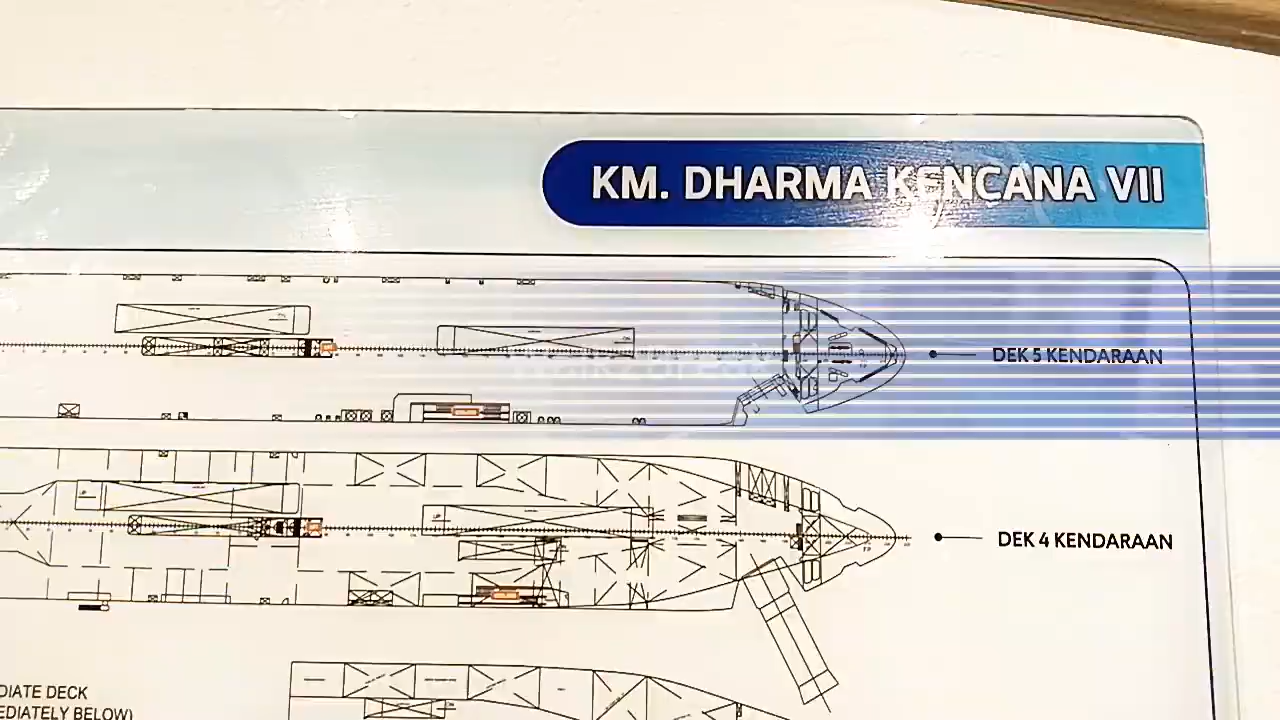 KM. DHARMA KENCANA VII
DEK 5 KENDARAAN
DEK 4 KENDARAAN
DIATE DECK
EDIATELY BELOW)